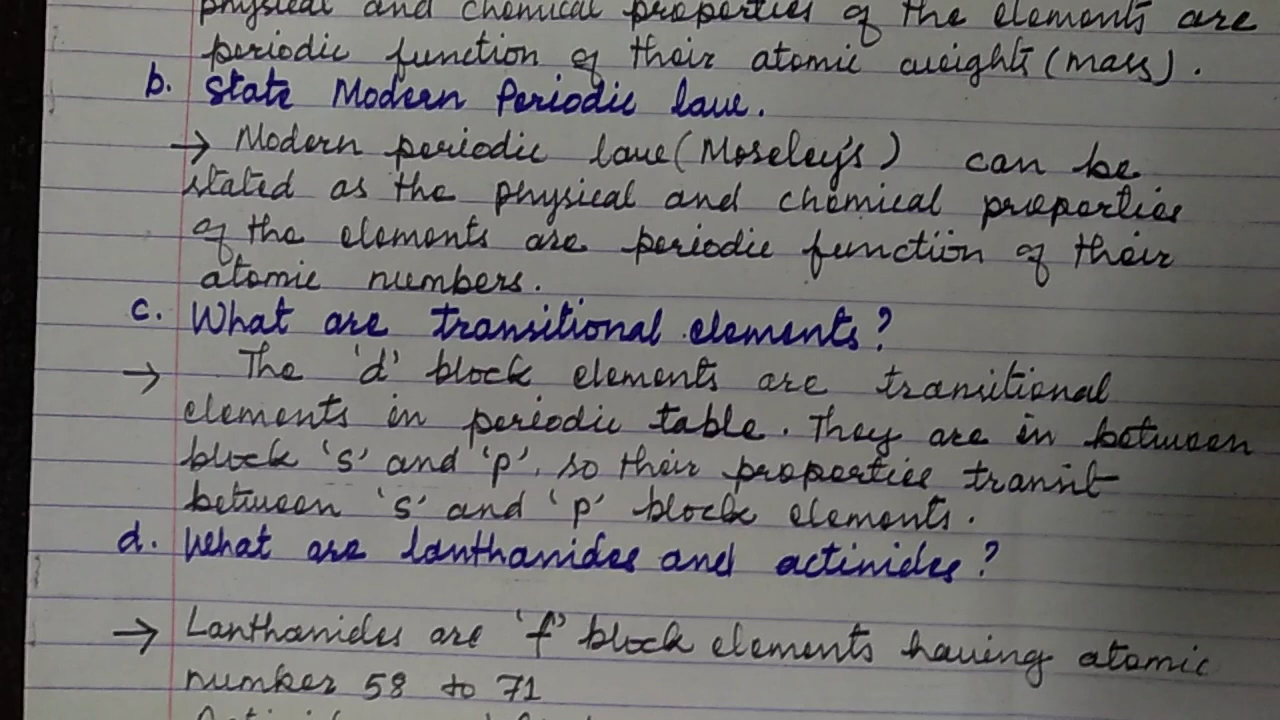 physical and chemical properties of the elements are
periodic function of their atomic weights (mass).
b. State Modern Periodic law.
→ Modern periodic law (Moseley's) can be
stated as the physical and chemical properties
of the elements are periodic function of their
atomic numbers.
c. What are transitional elements?
→ The 'd' block elements are transitional
elements in periodic table. They are in between
block 's' and 'p', so their properties transit
between 's' and 'p' block elements.
d. What are lanthanides and actinides?
→ Lanthanides are 'f' block elements having atomic
number 58 to 71